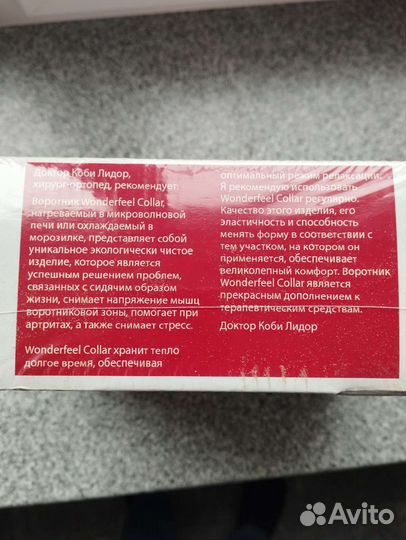 Доктор Коби Лидор,
хирург-ортопед, рекомендует:
Воротник Wonderfeel Collar,
нагреваемый в микроволновой
печи или охлаждаемый в
морозилке, представляет собой
уникальное экологически чистое
изделие, которое является
успешным решением проблем,
связанных с сидячим образом
жизни, снимает напряжение мышц
воротниковой зоны, помогает при
артритах, а также снимает стресс.
Wonderfeel Collar хранит тепло
долгое время, обеспечивая
оптимальный режим релаксации.
Я рекомендую использовать
Wonderfeel Collar регулярно.
Качество этого изделия, его
эластичность и способность
менять форму в соответствии с
тем участком, на котором он
применяется, обеспечивает
великолепный комфорт. Воротник
Wonderfeel Collar является
прекрасным дополнением к
терапевтическим средствам.
Доктор Коби Лидор
Avito